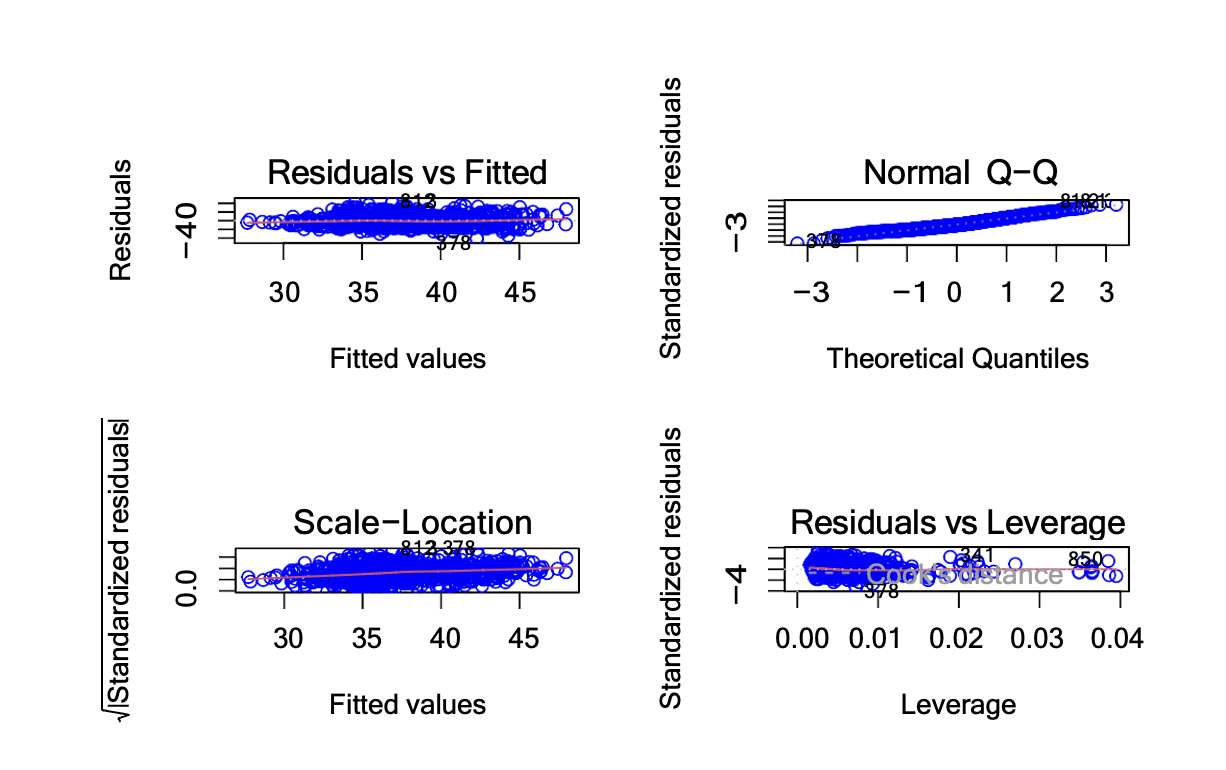 Residuals vs Fitted
Residuals
−40
378
30 35 40 45
Fitted values
Normal Q−Q
Standardized residuals
−3
378
−3 −1 0 1 2 3
Theoretical Quantiles
Scale−Location
√|Standardized residuals|
0.0
378
30 35 40 45
Fitted values
Residuals vs Leverage
Standardized residuals
−4
341
850
Cook's distance
378
0.00 0.01 0.02 0.03 0.04
Leverage